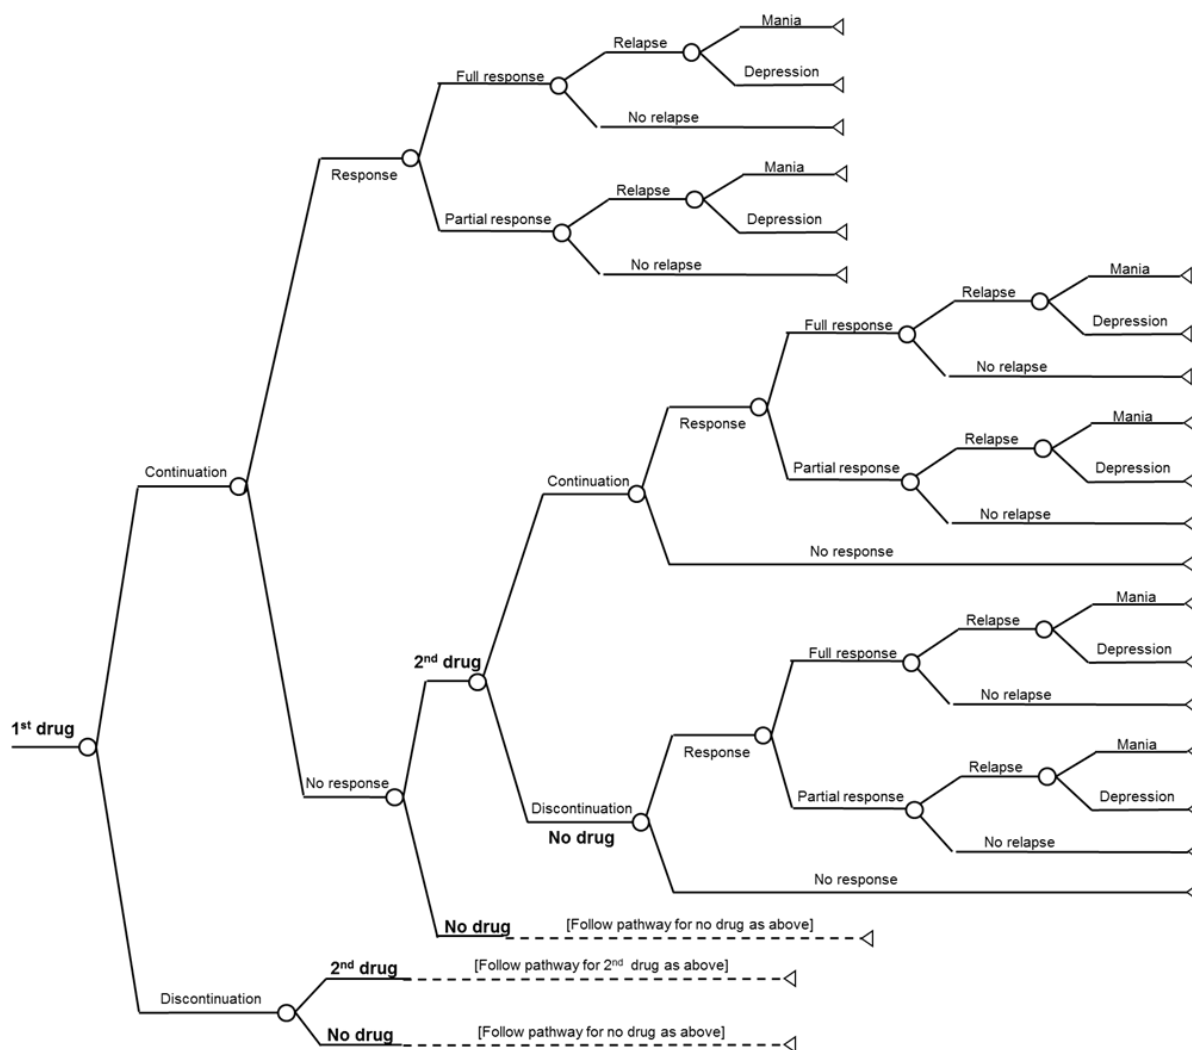 Mania
Relapse
Depression
Full response
No relapse
Response
Mania
Relapse
Partial response
Depression
No relapse
Mania
Relapse
Depression
Full response
No relapse
Response
Mania
Relapse
Partial response
Depression
No relapse
Continuation
Continuation
No response
Mania
Relapse
Depression
Full response
No relapse
2nd drug
1st drug
Response
Mania
Relapse
No response
Partial response
Depression
Discontinuation
No drug
No relapse
No response
No drug
[Follow pathway for no drug as above]
2nd drug
[Follow pathway for 2nd drug as above]
Discontinuation
No drug
[Follow pathway for no drug as above]